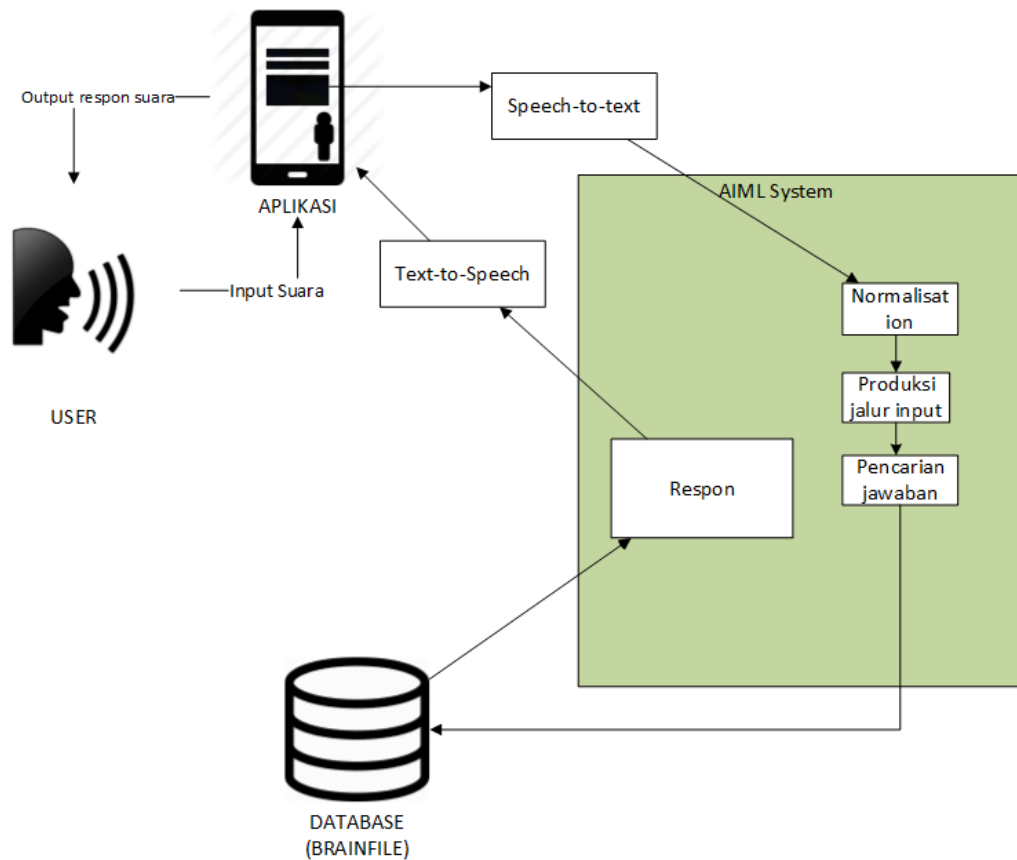 Output respon suara
Speech-to-text
AIML System
APLIKASI
Text-to-Speech
Input Suara
Normalisat
ion
Produksi
jalur input
USER
Pencarian
jawaban
Respon
DATABASE
(BRAINFILE)